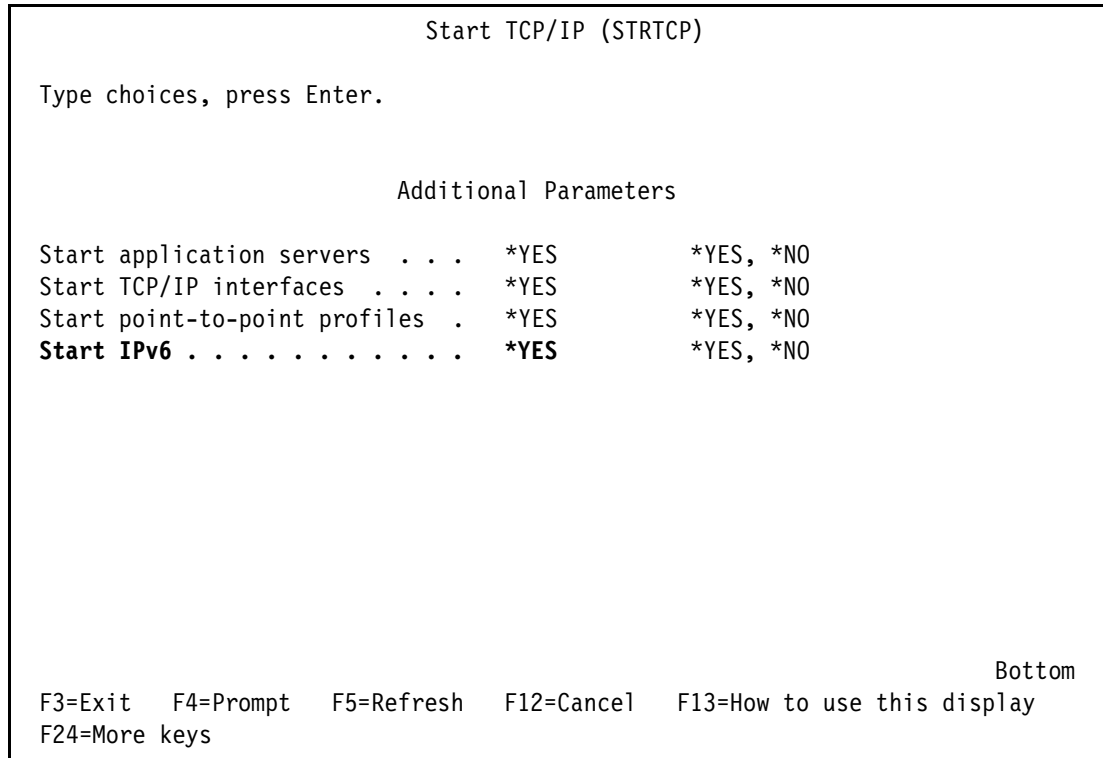 Start TCP/IP (STRTCP)
Type choices, press Enter.
Additional Parameters
Start application servers . . . *YES *YES, *NO
Start TCP/IP interfaces . . . . *YES *YES, *NO
Start point-to-point profiles . *YES *YES, *NO
Start IPv6 . . . . . . . . . . . *YES *YES, *NO
Bottom
F3=Exit F4=Prompt F5=Refresh F12=Cancel F13=How to use this display
F24=More keys